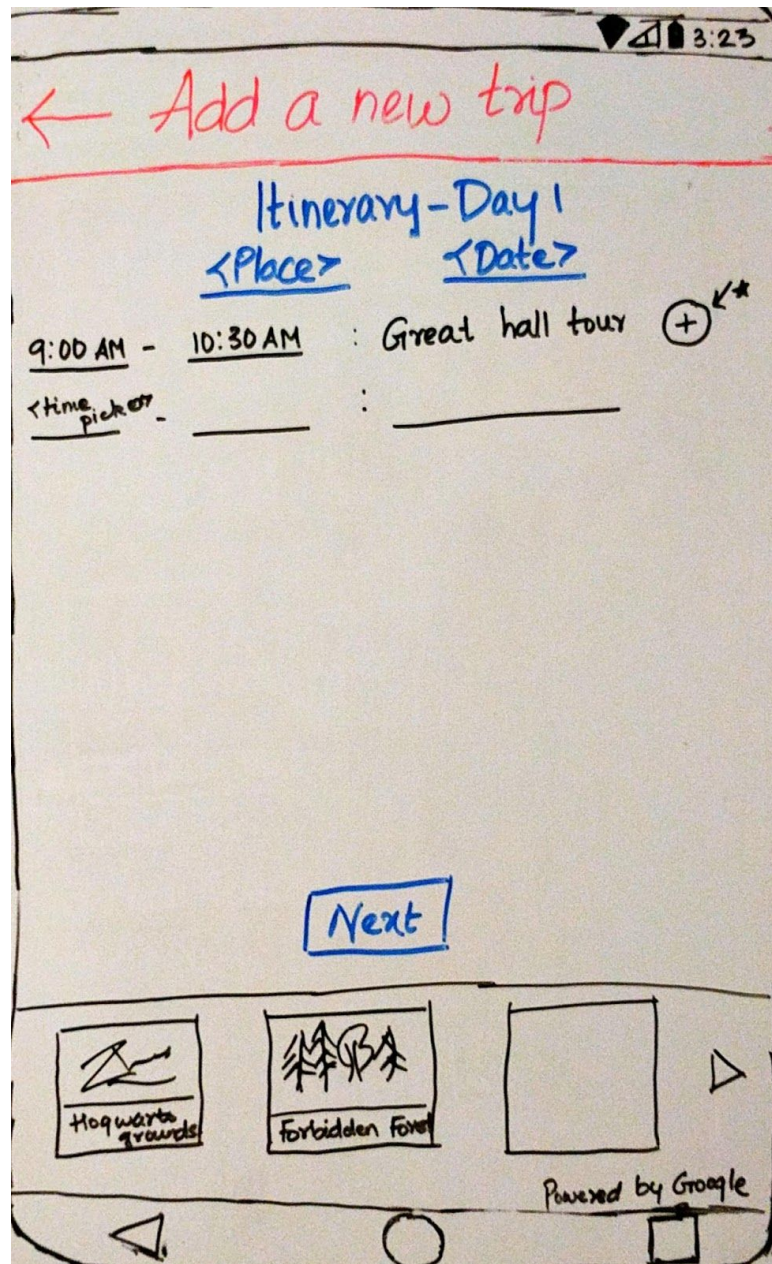 3:23
← Add a new trip
Itinerary-Day 1
<Place> <Date>
9:00 AM - 10:30 AM : Great hall tour + *
<time picker> - :
Next
Hogwarts grounds
Forbidden Forest
Powered by Google